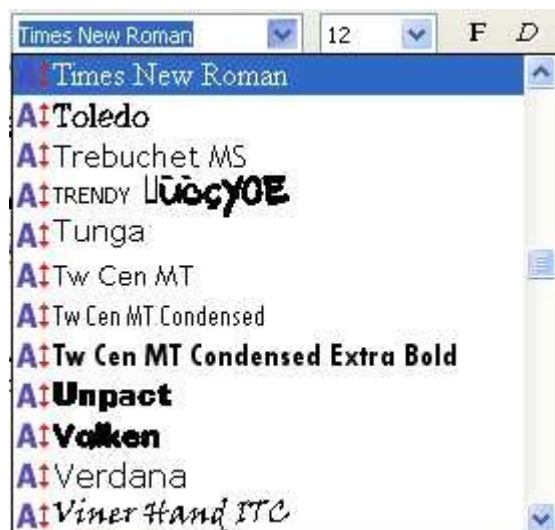 Times New Roman 12 F D
Times New Roman
Toledo
Trebuchet MS
TRENDY
Tunga
Tw Cen MT
Tw Cen MT Condensed
Tw Cen MT Condensed Extra Bold
Unpact
Valken
Verdana
Viner Hand ITC